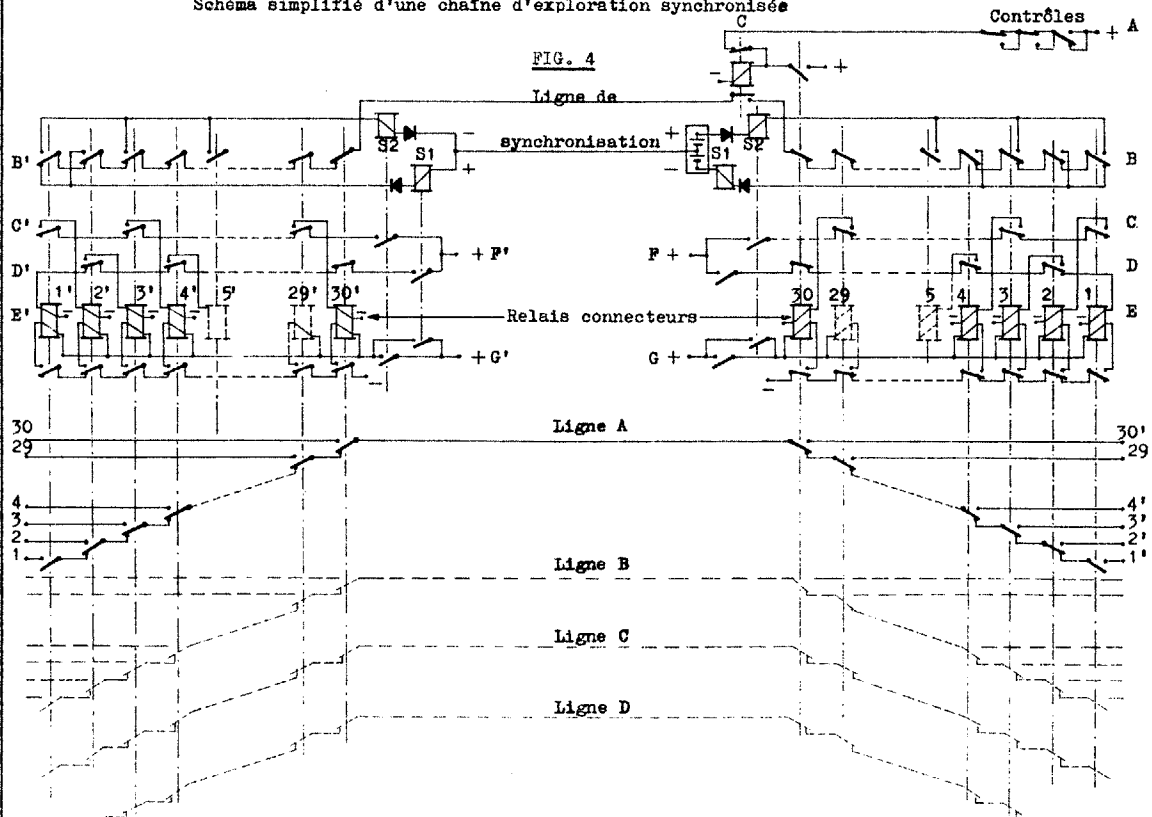 Schéma simplifié d'une chaîne d'exploration synchronisée
C
Contrôles
+ A
FIG. 4
- +
Ligne de
synchronisation
S2 - + S2
B' S1 S1 B
+ -
C' C
+ F' F +
D' D
1' 2' 3' 4' 5' 29' 30' 30 29 5 4 3 2 1
E' Relais connecteurs E
+ G' G +
- -
30 Ligne A 30'
29 29
4 4'
3 3'
2 2'
1 1'
Ligne B
Ligne C
Ligne D